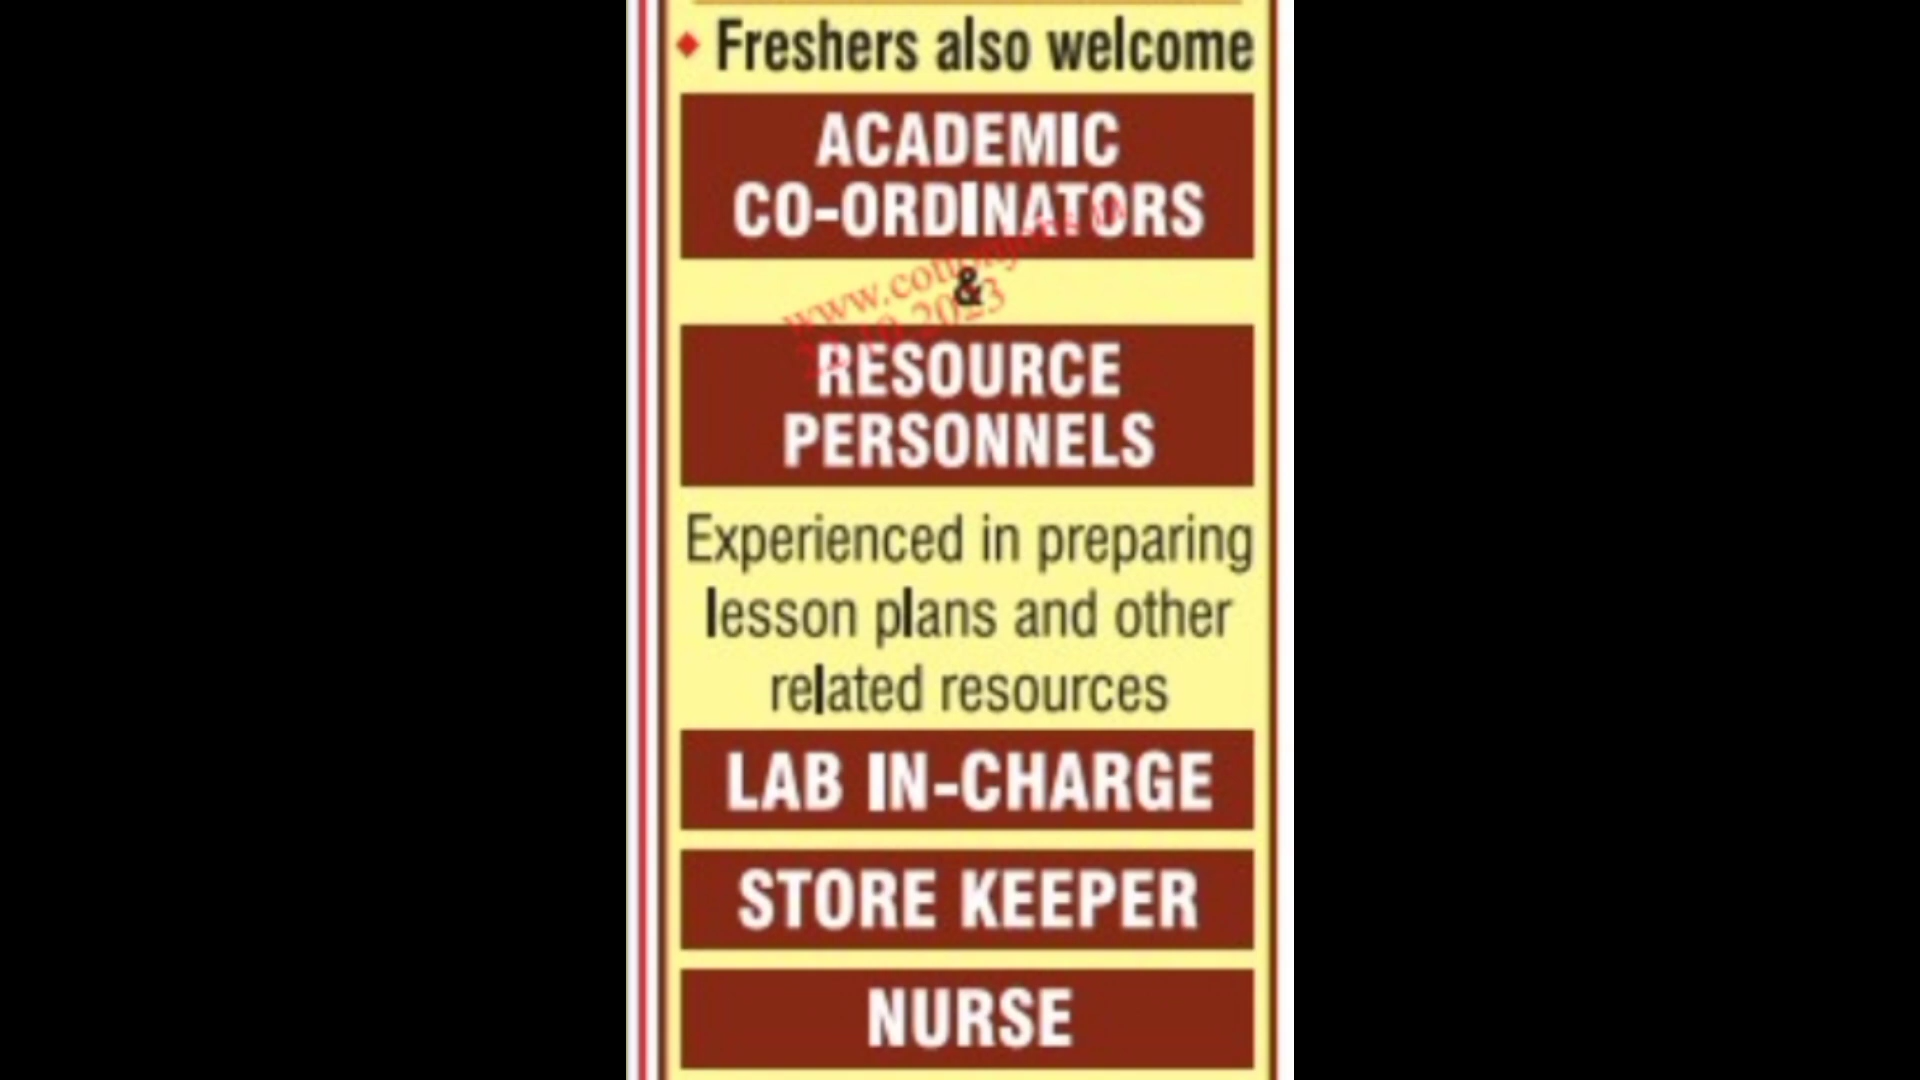 Freshers also welcome
ACADEMIC
CO-ORDINATORS
&
RESOURCE
PERSONNELS
Experienced in preparing
lesson plans and other
related resources
LAB IN-CHARGE
STORE KEEPER
NURSE